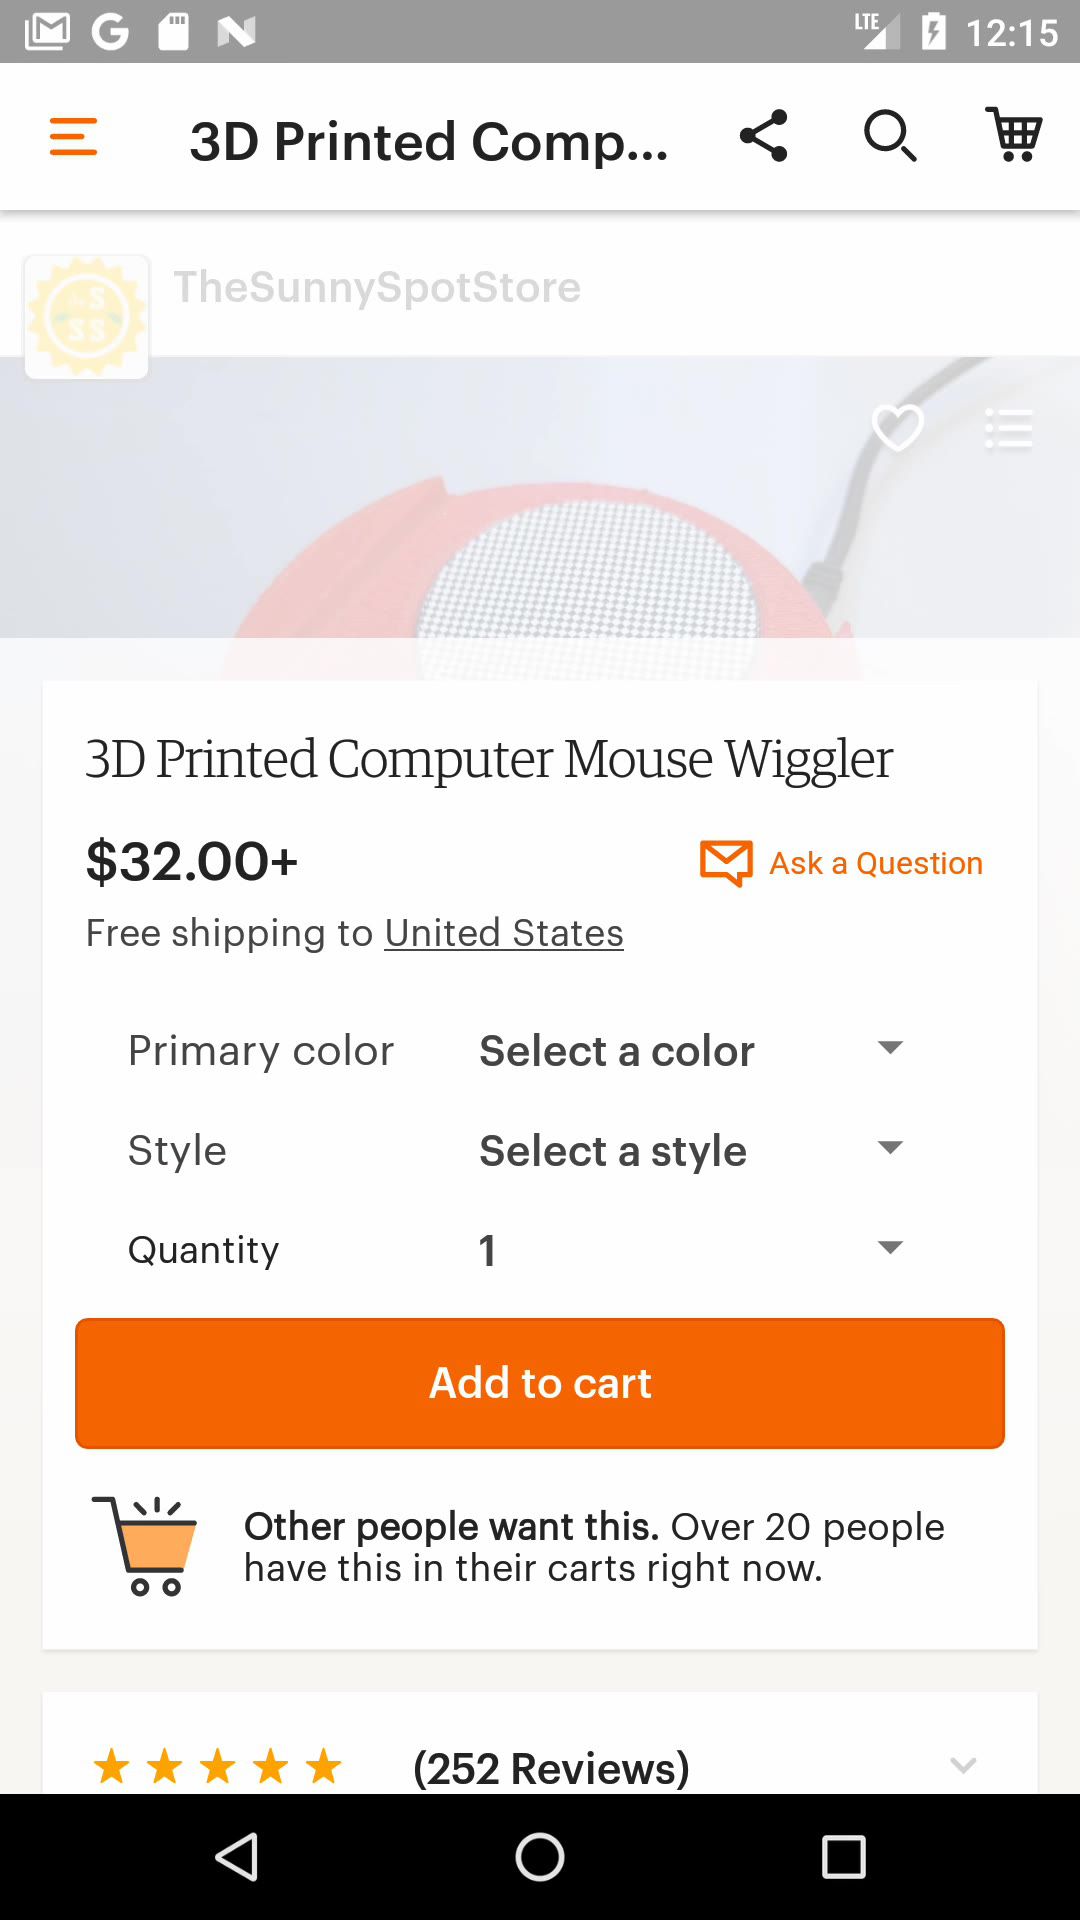 LTE 12:15
3D Printed Comp...
TheSunnySpotStore
3D Printed Computer Mouse Wiggler
$32.00+
Ask a Question
Free shipping to United States
Primary color Select a color
Style Select a style
Quantity 1
Add to cart
Other people want this. Over 20 people
have this in their carts right now.
(252 Reviews)